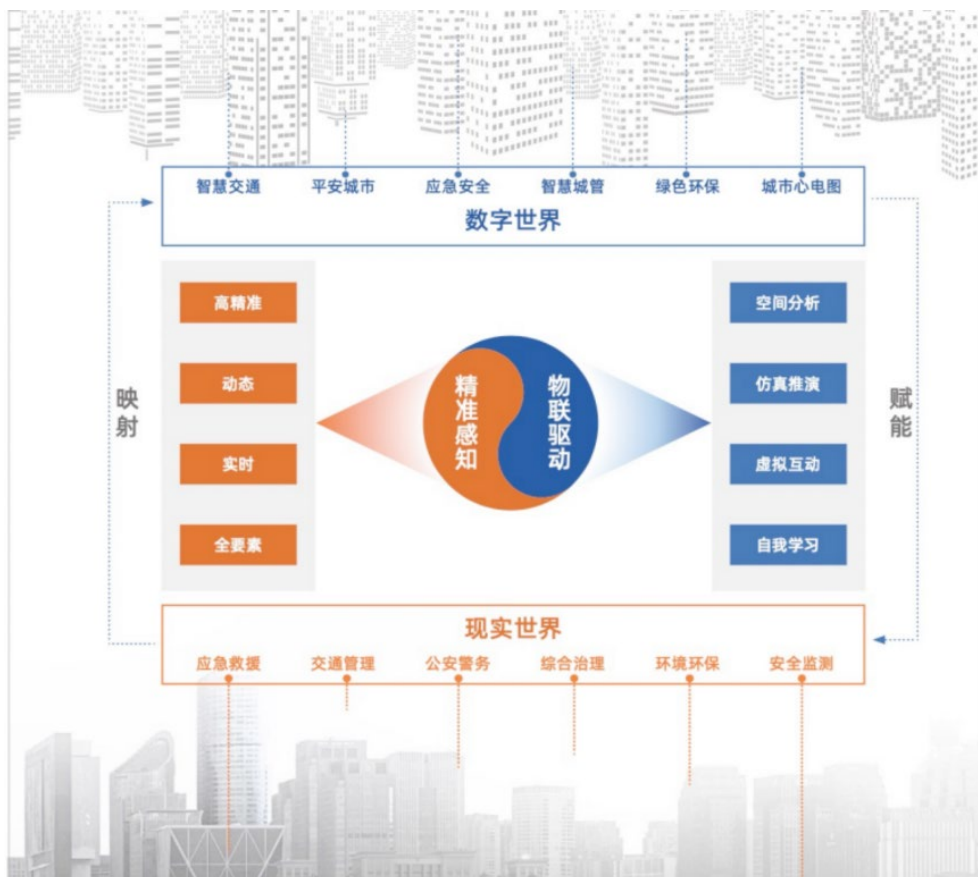 智慧交通 平安城市 应急安全 智慧城管 绿色环保 城市心电图
数字世界
高精准
动态
实时
全要素
映射
精准感知
物联驱动
空间分析
仿真推演
虚拟互动
自我学习
赋能
现实世界
应急救援 交通管理 公安警务 综合治理 环境环保 安全监测